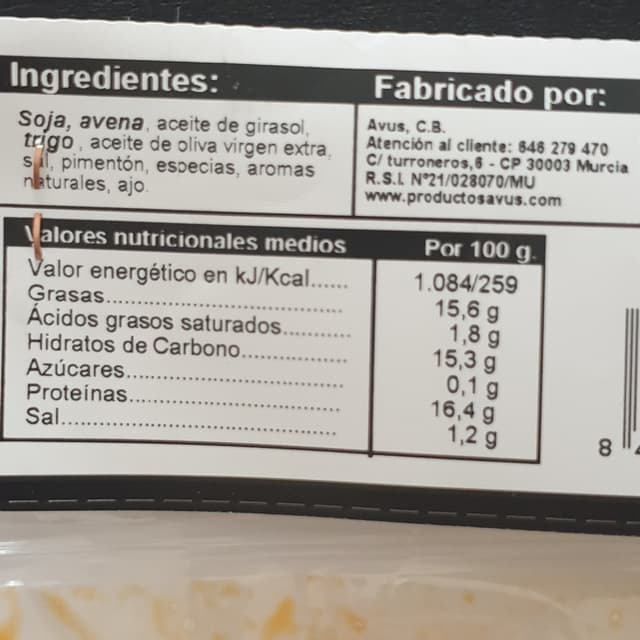 Ingredientes:
Soja, avena, aceite de girasol,
trigo, aceite de oliva virgen extra,
sal, pimentón, especias, aromas
naturales, ajo.
Fabricado por:
Avus, C.B.
Atención al cliente: 646 279 470
C/ turroneros,6 - CP 30003 Murcia
R.S.I. Nº21/028070/MU
www.productosavus.com
Valores nutricionales medios Por 100 g.
Valor energético en kJ/Kcal...... 1.084/259
Grasas.......................................... 15,6 g
Ácidos grasos saturados............ 1,8 g
Hidratos de Carbono................... 15,3 g
Azúcares...................................... 0,1 g
Proteínas..................................... 16,4 g
Sal................................................ 1,2 g
8